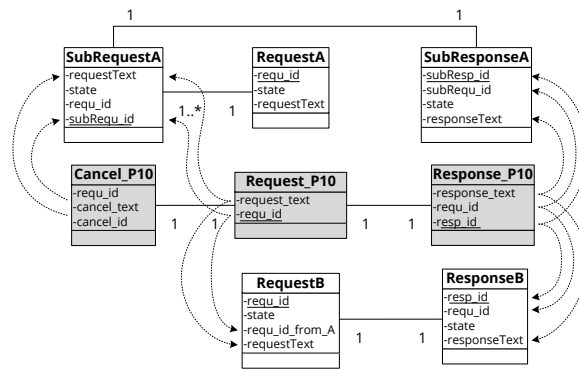 1
1
SubRequestA
-requestText
-state
-requ_id
-subRequ_id
RequestA
-requ_id
-state
-requestText
SubResponseA
-subResp_id
-subRequ_id
-state
-responseText
1..*
1
Cancel_P10
-requ_id
-cancel_text
-cancel_id
Request_P10
-request_text
-requ_id
Response_P10
-response_text
-requ_id
-resp_id
1
1
1
1
RequestB
-requ_id
-state
-requ_id_from_A
-requestText
ResponseB
-resp_id
-requ_id
-state
-responseText
1
1